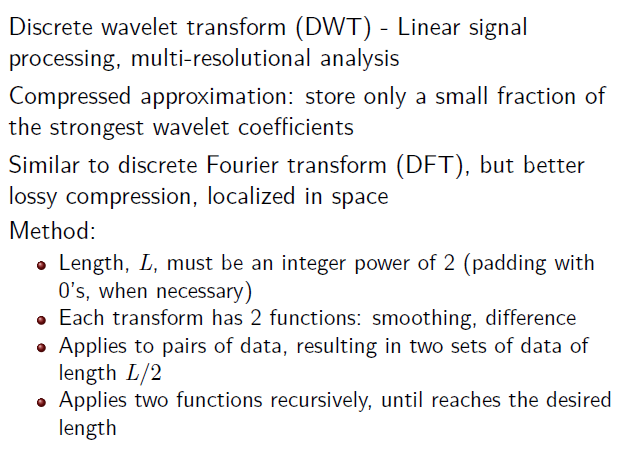 Discrete wavelet transform (DWT) - Linear signal
processing, multi-resolutional analysis
Compressed approximation: store only a small fraction of
the strongest wavelet coefficients
Similar to discrete Fourier transform (DFT), but better
lossy compression, localized in space
Method:
Length, L, must be an integer power of 2 (padding with
0's, when necessary)
Each transform has 2 functions: smoothing, difference
Applies to pairs of data, resulting in two sets of data of
length L/2
Applies two functions recursively, until reaches the desired
length